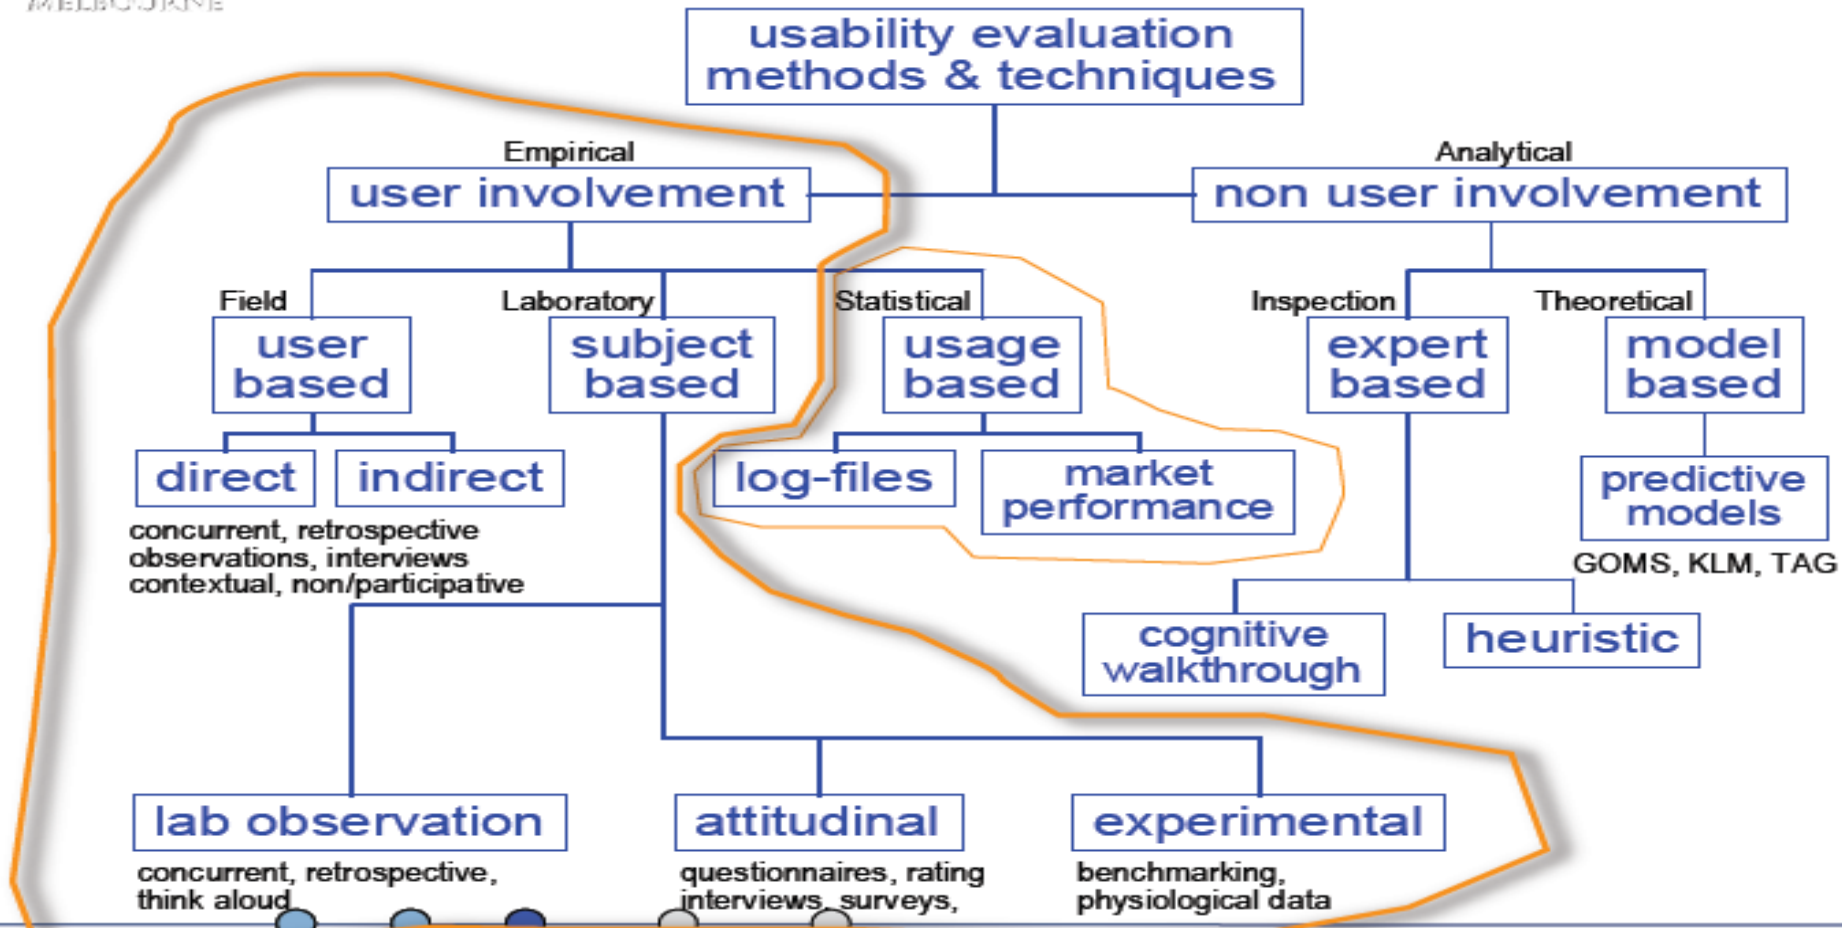 MELBOURNE
usability evaluation
methods & techniques
Empirical
user involvement
Analytical
non user involvement
Field
user
based
Laboratory
subject
based
Statistical
usage
based
Inspection
expert
based
Theoretical
model
based
direct
indirect
log-files
market
performance
predictive
models
concurrent, retrospective
observations, interviews
contextual, non/participative
GOMS, KLM, TAG
cognitive
walkthrough
heuristic
lab observation
attitudinal
experimental
concurrent, retrospective,
think aloud
questionnaires, rating
interviews, surveys,
benchmarking,
physiological data